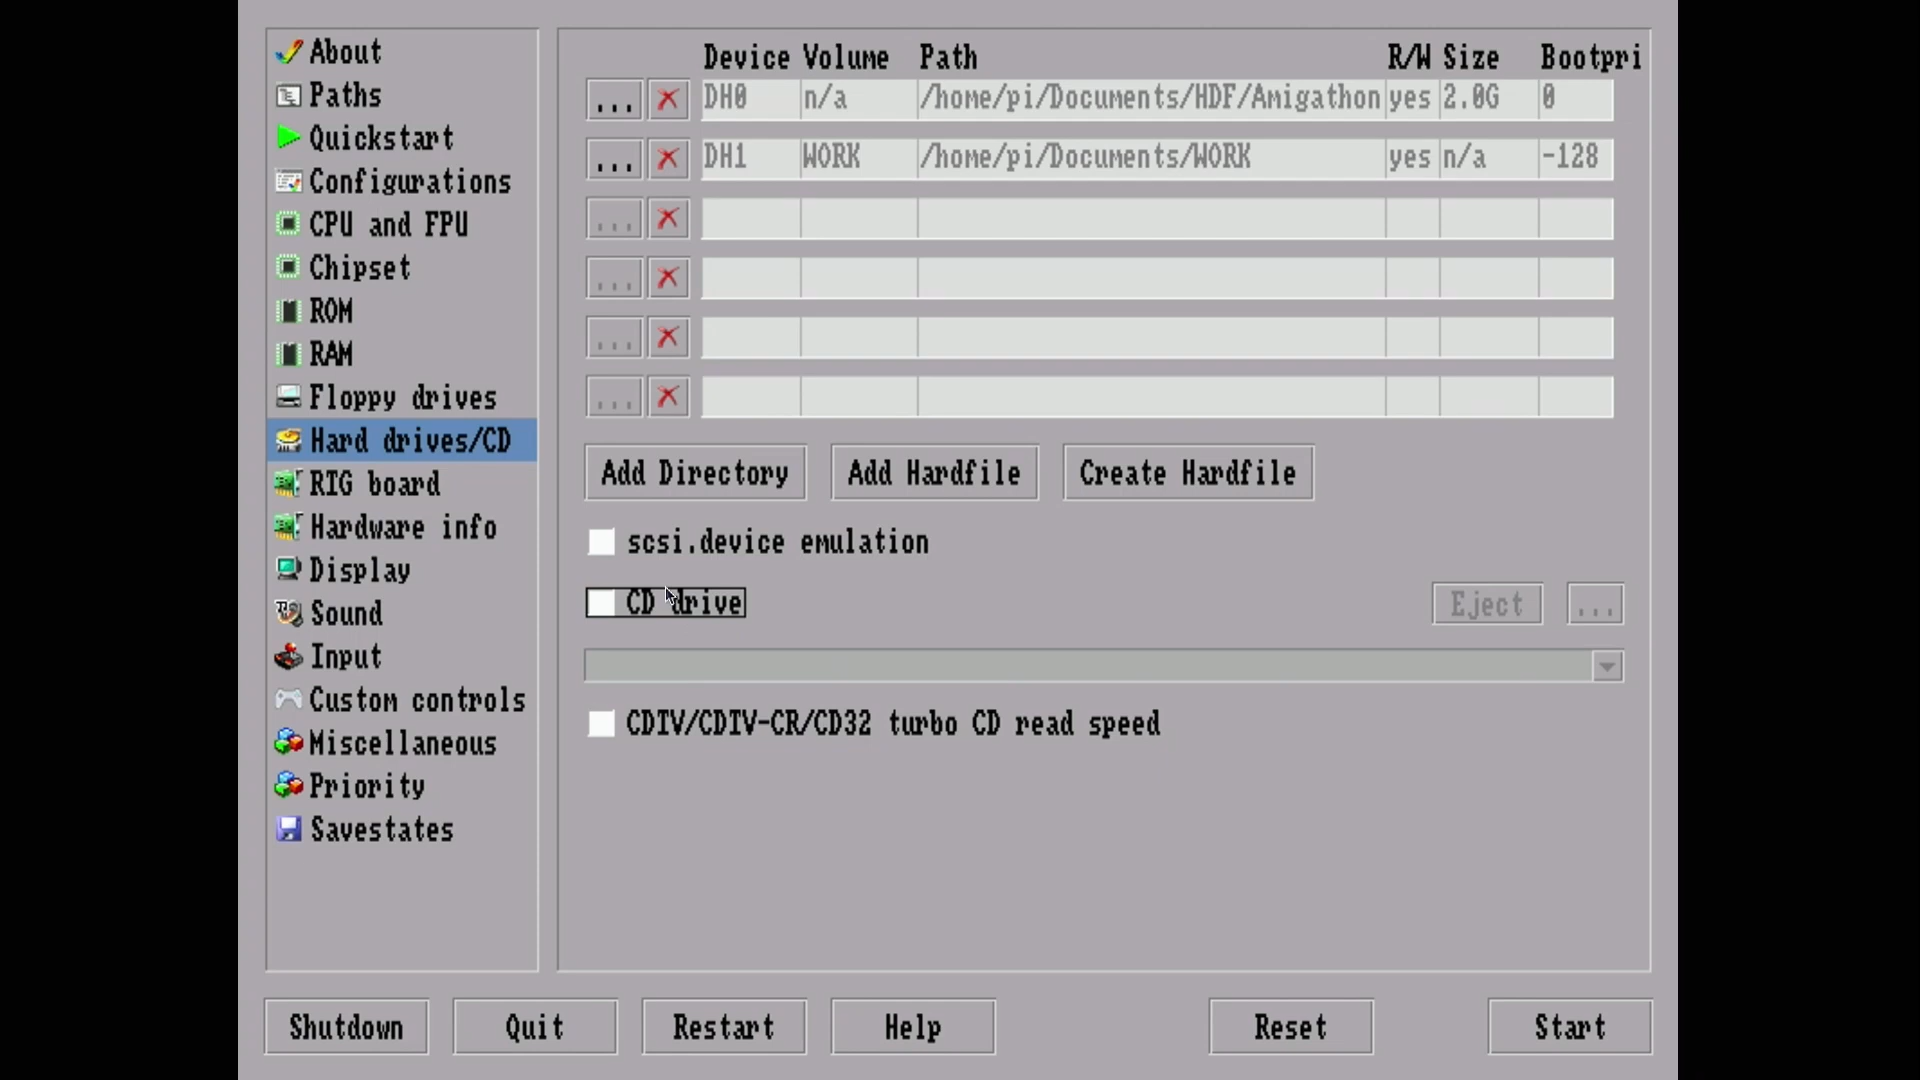 About
Paths
Quickstart
Configurations
CPU and FPU
Chipset
ROM
RAM
Floppy drives
Hard drives/CD
RTG board
Hardware info
Display
Sound
Input
Custom controls
Miscellaneous
Priority
Savestates
Device Volume Path R/W Size Bootpri
... DH0 n/a /home/pi/Documents/HDF/Amigathon yes 2.0G 0
... DH1 WORK /home/pi/Documents/WORK yes n/a -128
...
...
...
...
Add Directory Add Hardfile Create Hardfile
scsi.device emulation
CD drive Eject ...
CDTV/CDTV-CR/CD32 turbo CD read speed
Shutdown Quit Restart Help Reset Start